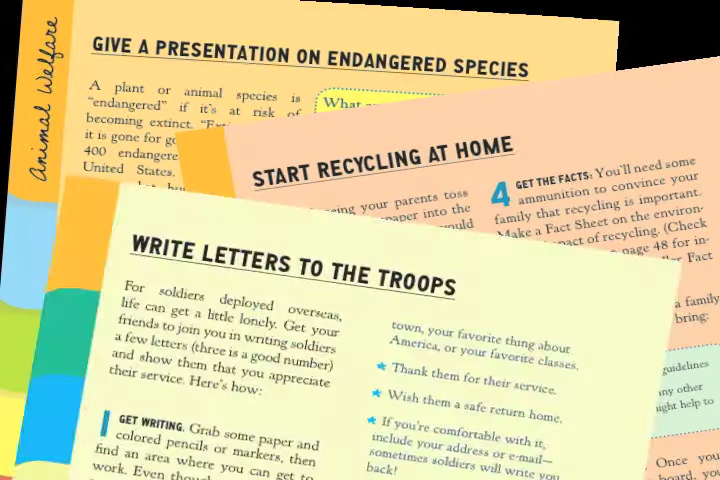 Animal Welfare
GIVE A PRESENTATION ON ENDANGERED SPECIES
A plant or animal species is
"endangered" if it's at risk of
becoming extinct.
it is gone for
400
United States.
What
START RECYCLING AT HOME
your parents toss
paper into the
4 GET THE FACTS: You'll need some
ammunition to convince your
family that recycling is important.
Make a Fact Sheet on the environ-
of recycling. (Check
page 48 for in-
Fact
a family
bring:
guidelines
other
help to
Once
WRITE LETTERS TO THE TROOPS
For soldiers deployed overseas,
life can get a little lonely. Get your
friends to join you in writing soldiers
a few letters (three is a good number)
and show them that you appreciate
their service. Here's how:
1 GET WRITING. Grab some paper and
colored pencils or markers, then
find an area where you can get to
work. Even
town, your favorite thing about
America, or your favorite classes.
★ Thank them for their service.
★ Wish them a safe return home.
★ If you're comfortable with it,
include your address or e-mail—
sometimes soldiers will write you
back!